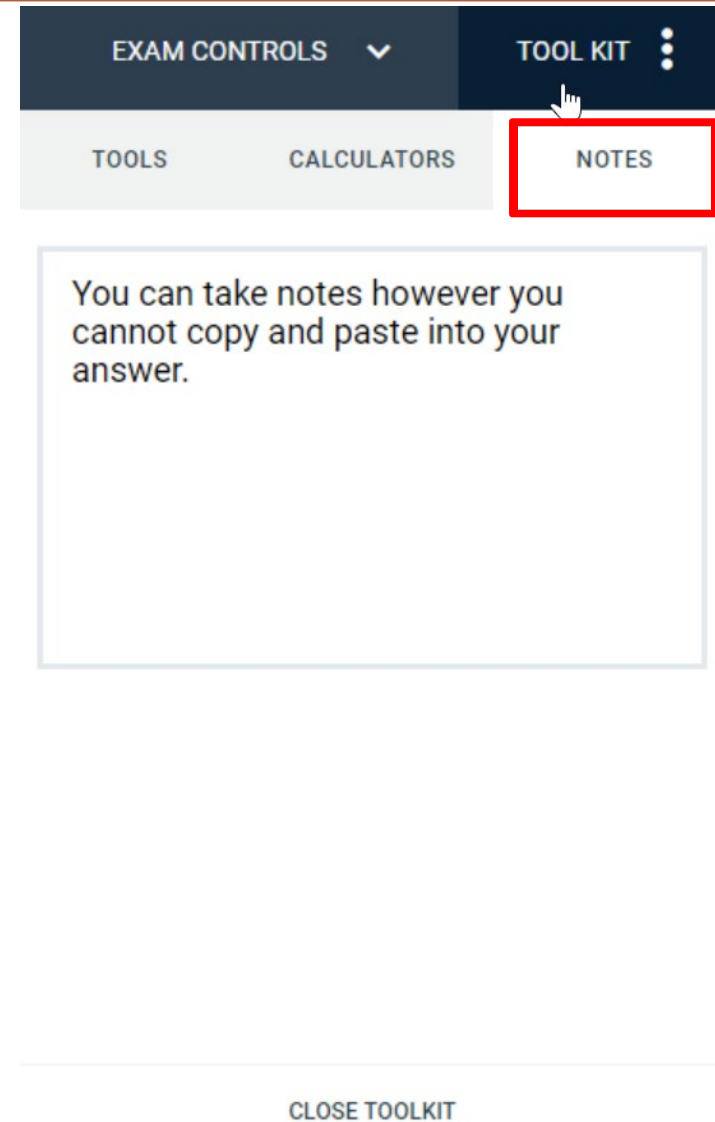 EXAM CONTROLS TOOL KIT
TOOLS CALCULATORS NOTES
You can take notes however you
cannot copy and paste into your
answer.
CLOSE TOOLKIT